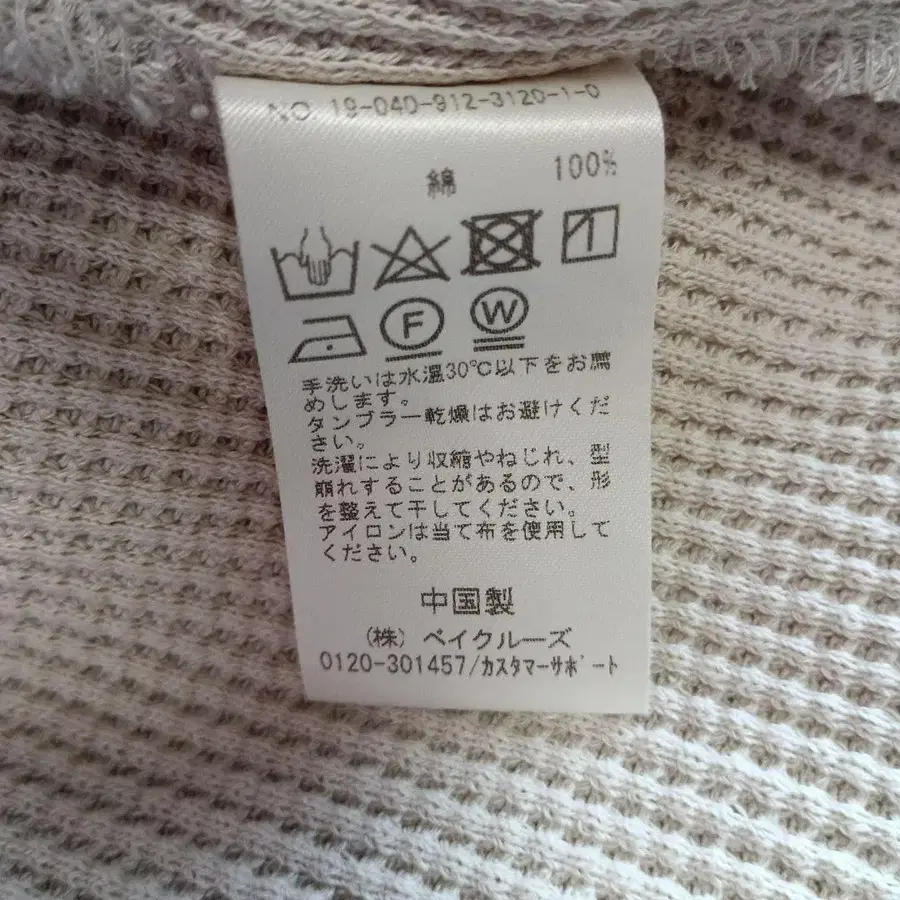 NO 19-040-912-3120-1-0
綿 100%
F W
手洗いは水温30℃以下をお薦
めします。
タンブラー乾燥はお避けくだ
さい。
洗濯により収縮やねじれ、型
崩れすることがあるので、形
を整えて干してください。
アイロンは当て布を使用して
ください。
中国製
(株) ベイクルーズ
0120-301457/カスタマーサポート